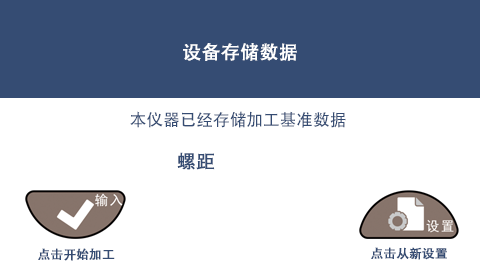 设备存储数据
本仪器已经存储加工基准数据
螺距
输入
设置
点击开始加工
点击从新设置